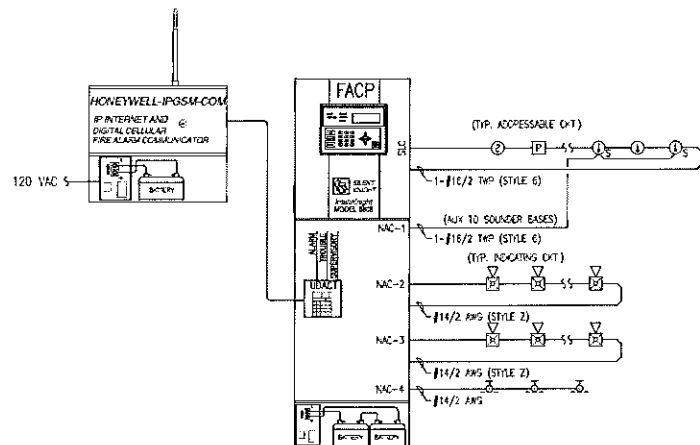 HONEYWELL-IPGSM-COM
IP INTERNET AND
DIGITAL CELLULAR
FIRE ALARM COMMUNICATOR
120 VAC
BATTERY
FACP
SILENT
KNIGHT
IntelliKnight
MODEL
ALARM
TROUBLE
SUPERVISORY
UDACT
BATTERY
BATTERY
SLC
(TYP. ADDRESSABLE CKT)
2
P
S
S
1-#16/2 TWP (STYLE 6)
NAC-1
(AUX TO SOUNDER BASES)
1-#16/2 TWP (STYLE 6)
(TYP. INDICATING CKT)
NAC-2
#14/2 AWG (STYLE Z)
NAC-3
#14/2 AWG (STYLE Z)
NAC-4
#14/2 AWG